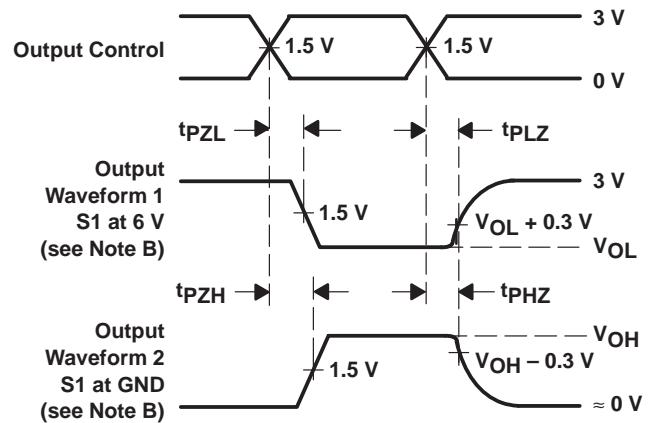 3 V
Output Control
1.5 V
1.5 V
0 V
tPZL
tPLZ
Output
Waveform 1
S1 at 6 V
(see Note B)
3 V
1.5 V
VOL + 0.3 V
VOL
tPZH
tPHZ
Output
Waveform 2
S1 at GND
(see Note B)
VOH
VOH – 0.3 V
1.5 V
≈ 0 V